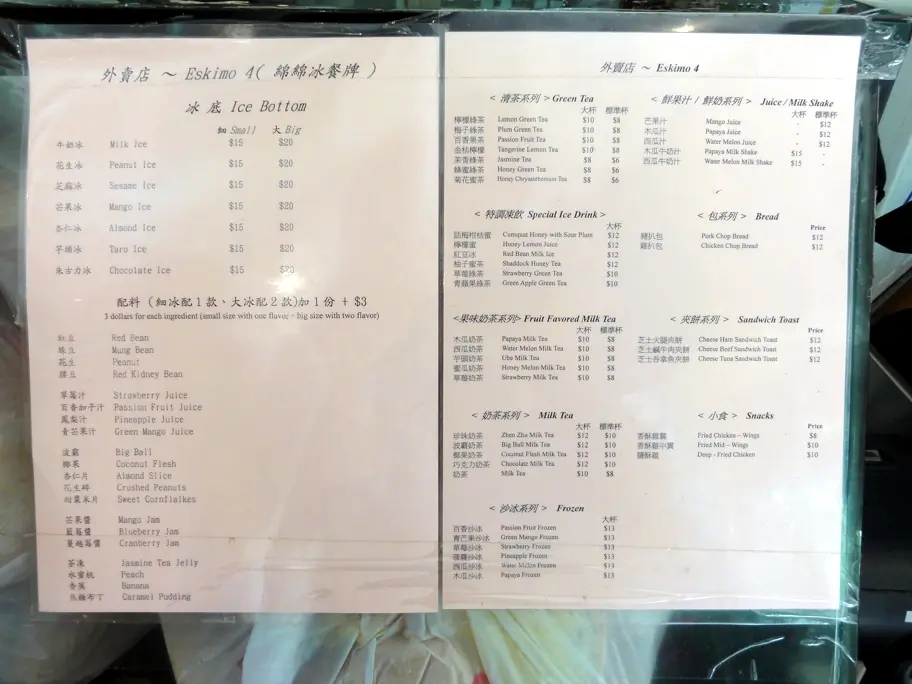 外賣店 ～ Eskimo 4( 綿綿冰餐牌 )
冰 底 Ice Bottom
細 Small 大 Big
牛奶冰 Milk Ice $15 $20
花生冰 Peanut Ice $15 $20
芝麻冰 Sesame Ice $15 $20
芒果冰 Mango Ice $15 $20
杏仁冰 Almond Ice $15 $20
芋頭冰 Taro Ice $15 $20
朱古力冰 Chocolate Ice $15 $20
配料 (細冰配1款、大冰配2款)加1份 + $3
3 dollars for each ingredient (small size with one flavor、big size with two flavor)
紅豆 Red Bean
綠豆 Mung Bean
花生 Peanut
腰豆 Red Kidney Bean
草莓汁 Strawberry Juice
百香加子汁 Passion Fruit Juice
鳳梨汁 Pineapple Juice
青芒果汁 Green Mango Juice
波霸 Big Ball
椰果 Coconut Flesh
杏仁片 Almond Slice
花生碎 Crushed Peanuts
甜粟米片 Sweet Cornflalkes
芒果醬 Mango Jam
藍莓醬 Blueberry Jam
蔓越莓醬 Cranberry Jam
茶凍 Jasmine Tea Jelly
水蜜桃 Peach
香蕉 Banana
焦糖布丁 Caramel Pudding
外賣店 ～ Eskimo 4
< 清茶系列 > Green Tea
大杯 標準杯
檸檬綠茶 Lemon Green Tea $10 $8
梅子綠茶 Plum Green Tea $10 $8
百香果茶 Passion Fruit Tea $10 $8
金桔檸檬 Tangerine Lemon Tea $10 $8
茉香綠茶 Jasmine Tea $8 $6
蜂蜜綠茶 Honey Green Tea $8 $6
菊花蜜茶 Honey Chrysanthemum Tea $8 $6
< 特調凍飲 Special Ice Drink >
大杯
話梅柑桔蜜 Cumquat Honey with Sour Plum $12
檸檬蜜 Honey Lemon Juice $12
紅豆冰 Red Bean Milk Ice $12
柚子蜜茶 Shaddock Honey Tea $12
草莓綠茶 Strawberry Green Tea $10
青蘋果綠茶 Green Apple Green Tea $10
<果味奶茶系列> Fruit Favored Milk Tea
大杯 標準杯
木瓜奶茶 Papaya Milk Tea $10 $8
西瓜奶茶 Water Melon Milk Tea $10 $8
芋頭奶茶 Ube Milk Tea $10 $8
蜜瓜奶茶 Honey Melon Milk Tea $10 $8
草莓奶茶 Strawberry Milk Tea $10 $8
< 奶茶系列 > Milk Tea
大杯 標準杯
珍珠奶茶 Zhen Zhu Milk Tea $12 $10
波霸奶茶 Big Ball Milk Tea $12 $10
椰果奶茶 Coconut Flesh Milk Tea $12 $10
巧克力奶茶 Chocolate Milk Tea $12 $10
奶茶 Milk Tea $10 $8
< 沙冰系列 > Frozen
大杯
百香沙冰 Passion Fruit Frozen $13
青芒果沙冰 Green Mango Frozen $13
草莓沙冰 Strawberry Frozen $13
菠蘿沙冰 Pineapple Frozen $13
西瓜沙冰 Water Melon Frozen $13
木瓜沙冰 Papaya Frozen $13
< 鮮果汁 / 鮮奶系列 > Juice / Milk Shake
大杯 標準杯
芒果汁 Mango Juice - $12
木瓜汁 Papaya Juice - $12
西瓜汁 Water Melon Juice - $12
木瓜牛奶汁 Papaya Milk Shake $15 -
西瓜牛奶汁 Water Melon Milk Shake $15 -
< 包系列 > Bread
Price
豬扒包 Pork Chop Bread $12
雞扒包 Chicken Chop Bread $12
< 夾餅系列 > Sandwich Toast
Price
芝士火腿夾餅 Cheese Ham Sandwich Toast $12
芝士鹹牛肉夾餅 Cheese Beef Sandwich Toast $12
芝士吞拿魚夾餅 Cheese Tuna Sandwich Toast $12
< 小食 > Snacks
Price
香酥雞翼 Fried Chicken – Wings $8
香酥雞中翼 Fried Mid – Wings $10
鹽酥雞 Deep - Fried Chicken $10